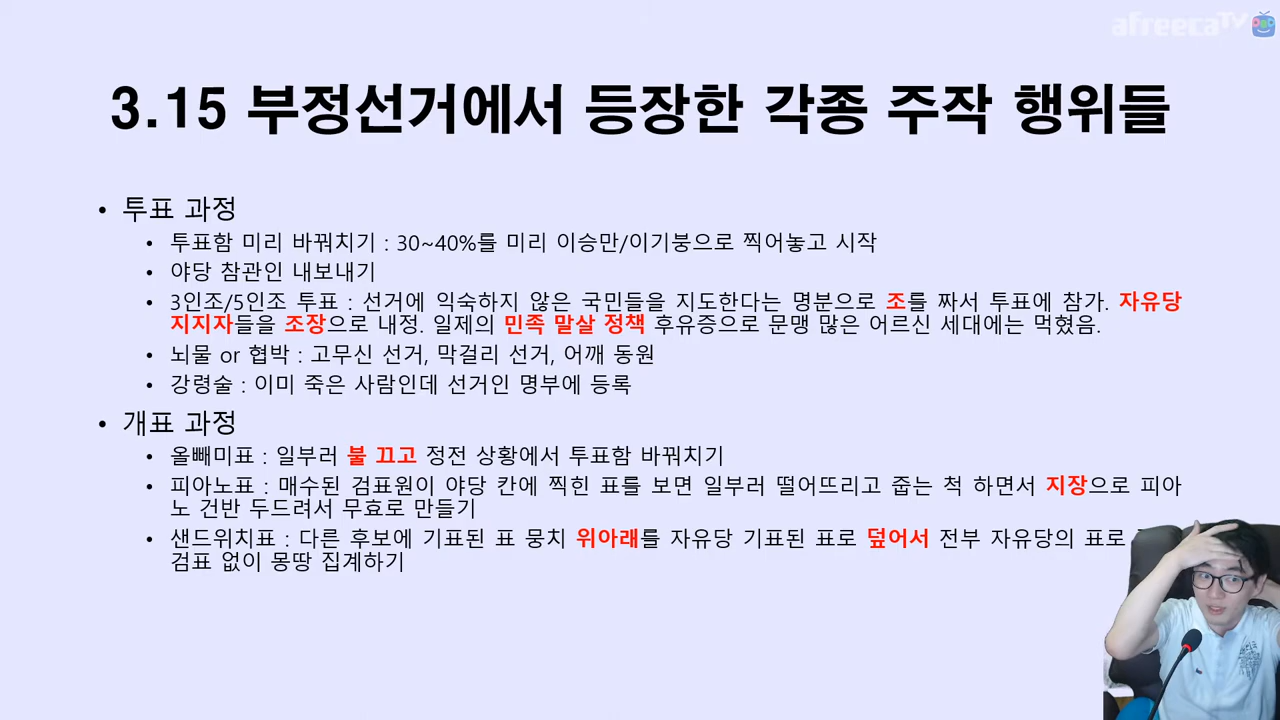 afreecaTV
3.15 부정선거에서 등장한 각종 주작 행위들
• 투표 과정
• 투표함 미리 바꿔치기 : 30~40%를 미리 이승만/이기붕으로 찍어놓고 시작
• 야당 참관인 내보내기
• 3인조/5인조 투표 : 선거에 익숙하지 않은 국민들을 지도한다는 명분으로 조를 짜서 투표에 참가. 자유당
지지자들을 조장으로 내정. 일제의 민족 말살 정책 후유증으로 문맹 많은 어르신 세대에는 먹혔음.
• 뇌물 or 협박 : 고무신 선거, 막걸리 선거, 어깨 동원
• 강령술 : 이미 죽은 사람인데 선거인 명부에 등록
• 개표 과정
• 올빼미표 : 일부러 불 끄고 정전 상황에서 투표함 바꿔치기
• 피아노표 : 매수된 검표원이 야당 칸에 찍힌 표를 보면 일부러 떨어뜨리고 줍는 척 하면서 지장으로 피아
노 건반 두드려서 무효로 만들기
• 샌드위치표 : 다른 후보에 기표된 표 뭉치 위아래를 자유당 기표된 표로 덮어서 전부 자유당의 표로
검표 없이 몽땅 집계하기